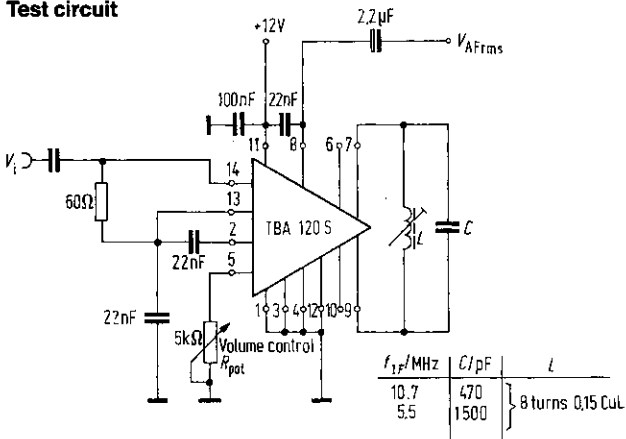 Test circuit
2,2µF
+12V
V_AFrms
100nF 22nF
11 8 6 7
V_i
14
60Ω
13
TBA 120 S
2
L
C
22nF
5
1 3 4 12 10 9
22nF
5kΩ
Volume control
R_pot
f_IF/MHz C/pF L
10.7 470
5.5 1500
8 turns 0,15 CuL